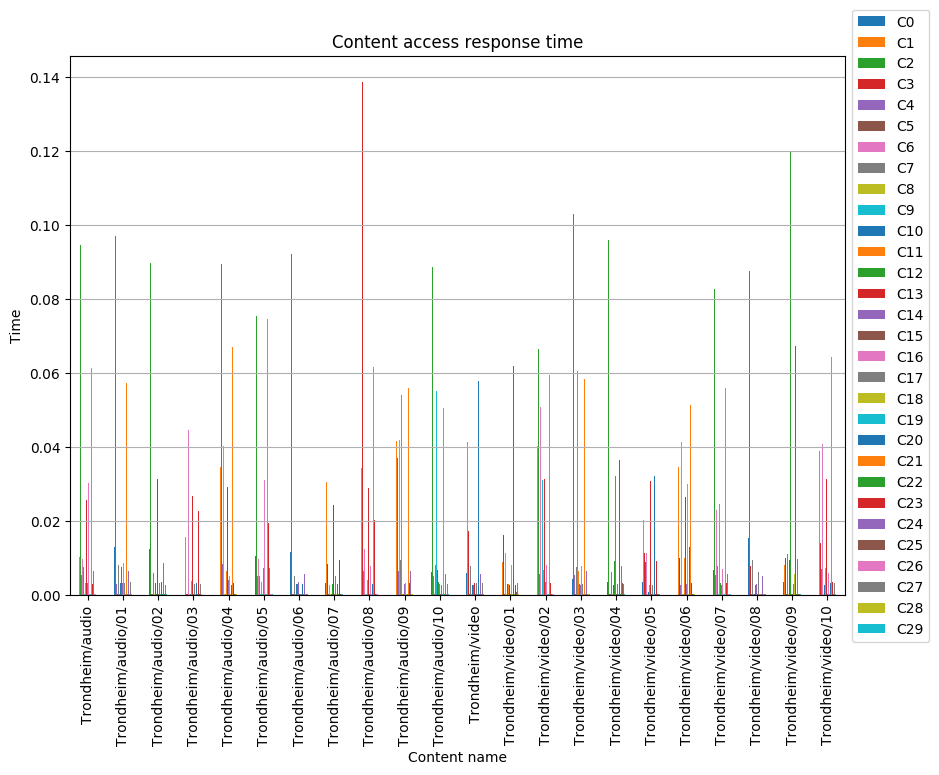 Content access response time
Time
0.14
0.12
0.10
0.08
0.06
0.04
0.02
0.00
Trondheim/audio
Trondheim/audio/01
Trondheim/audio/02
Trondheim/audio/03
Trondheim/audio/04
Trondheim/audio/05
Trondheim/audio/06
Trondheim/audio/07
Trondheim/audio/08
Trondheim/audio/09
Trondheim/audio/10
Trondheim/video
Trondheim/video/01
Trondheim/video/02
Trondheim/video/03
Trondheim/video/04
Trondheim/video/05
Trondheim/video/06
Trondheim/video/07
Trondheim/video/08
Trondheim/video/09
Trondheim/video/10
Content name
C0
C1
C2
C3
C4
C5
C6
C7
C8
C9
C10
C11
C12
C13
C14
C15
C16
C17
C18
C19
C20
C21
C22
C23
C24
C25
C26
C27
C28
C29